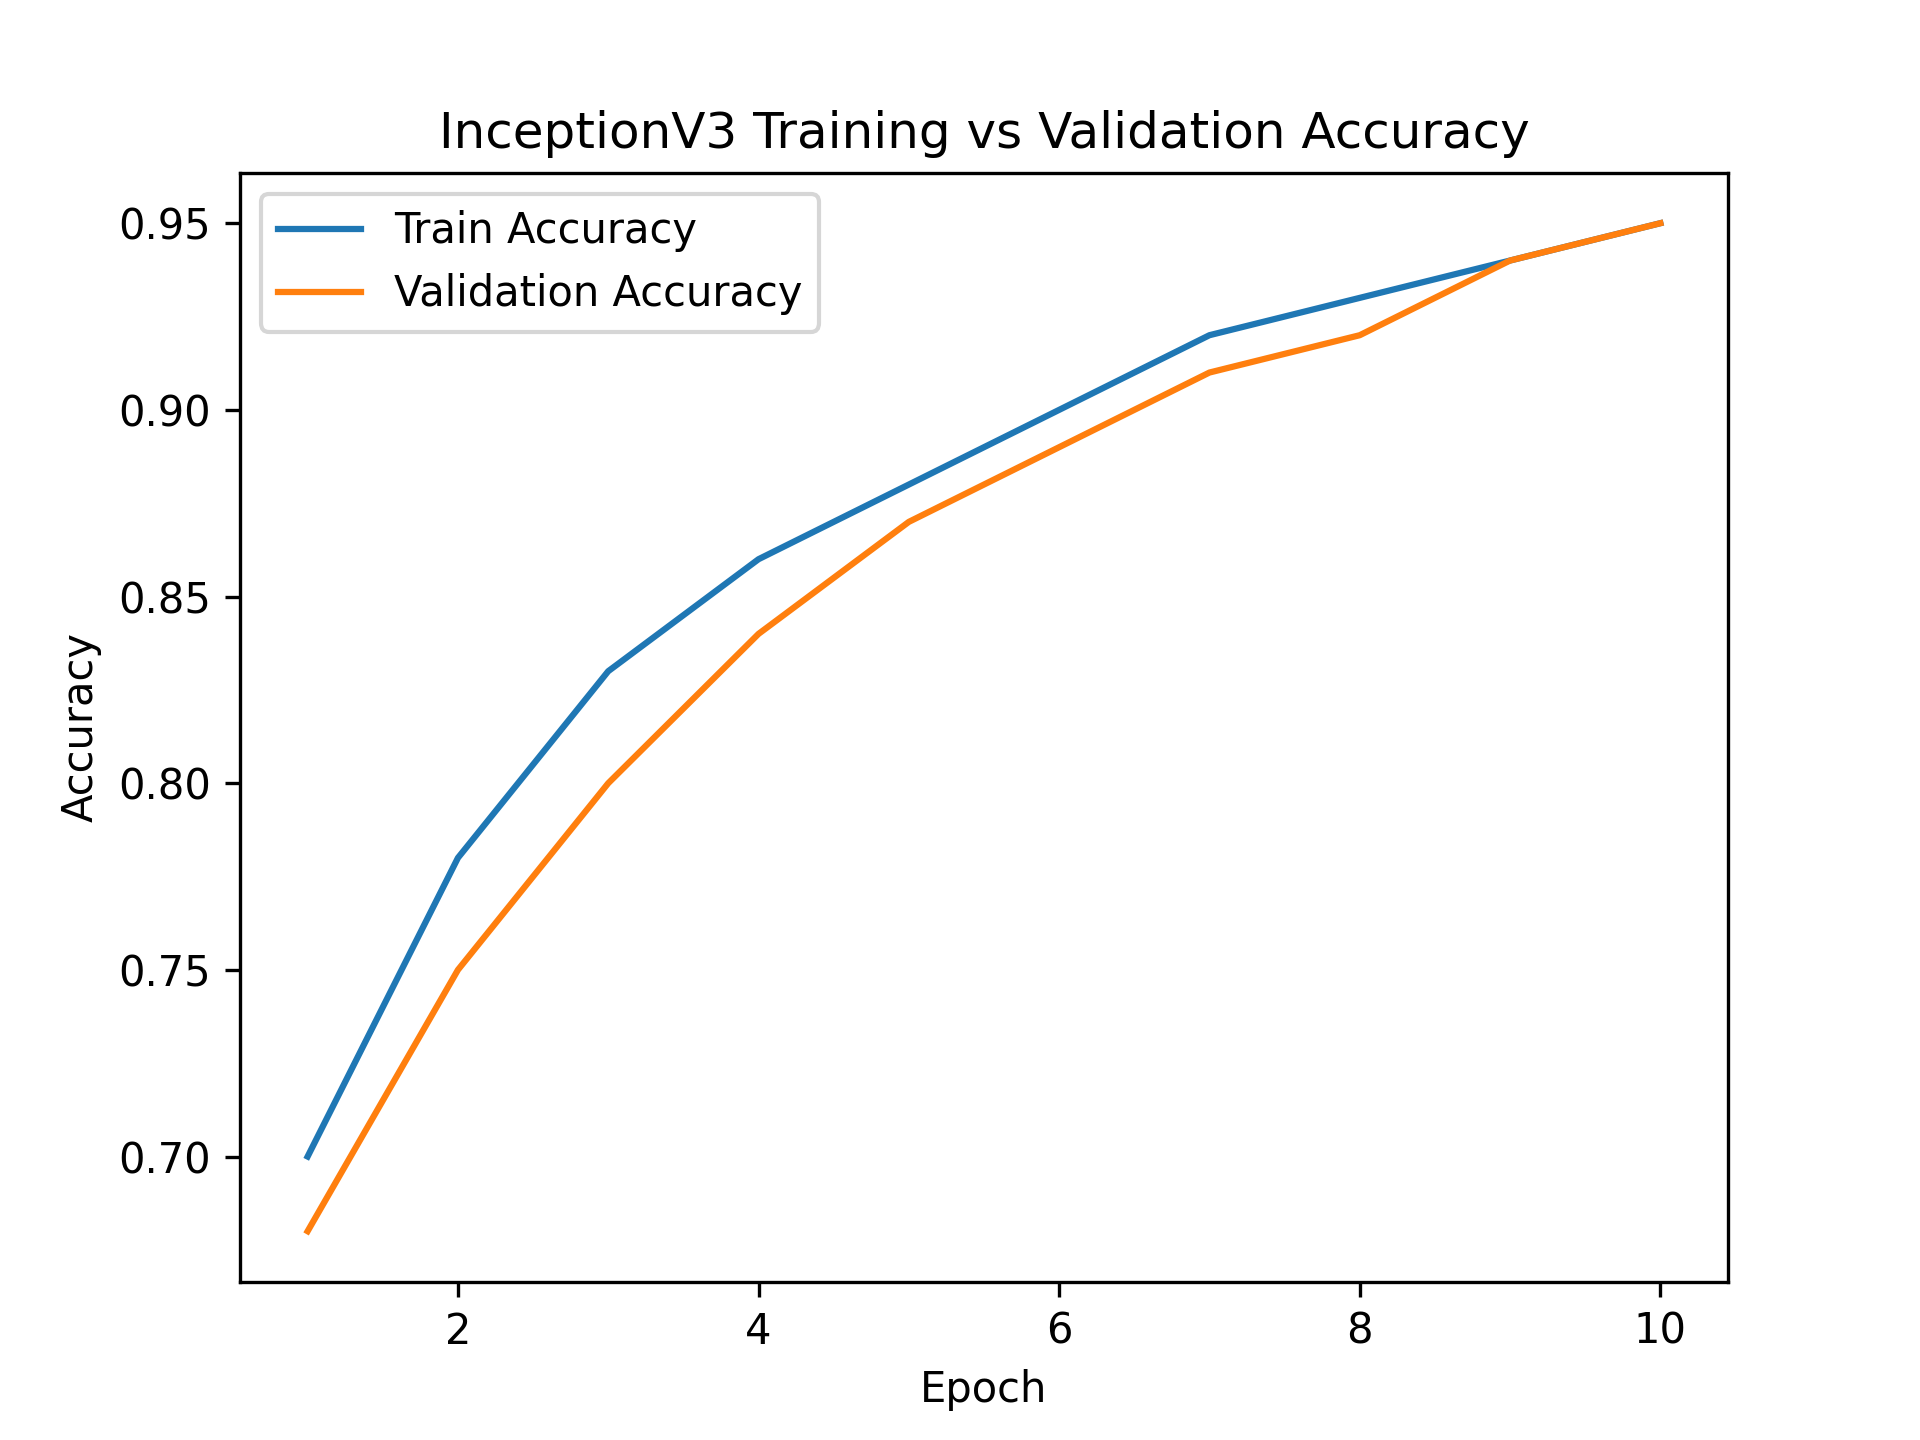 InceptionV3 Training vs Validation Accuracy
Train Accuracy
Validation Accuracy
0.95
0.90
0.85
0.80
0.75
0.70
Accuracy
2 4 6 8 10
Epoch